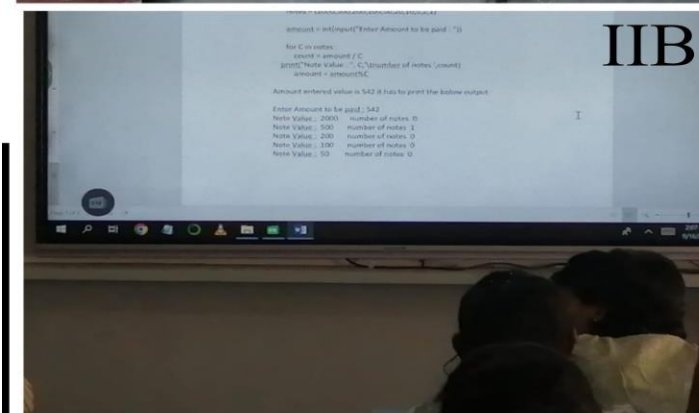 IIB
amount = int(input("Enter Amount to be paid : "))
for C in notes :
count = amount / C
print("Note Value : ", C,"\tnumber of notes ",count)
amount = amount%C
Amount entered value is 542 it has to print the below output
Enter Amount to be paid ; 542
Note Value ; 2000 number of notes 0
Note Value ; 500 number of notes 1
Note Value ; 200 number of notes 0
Note Value ; 100 number of notes 0
Note Value ; 50 number of notes 0